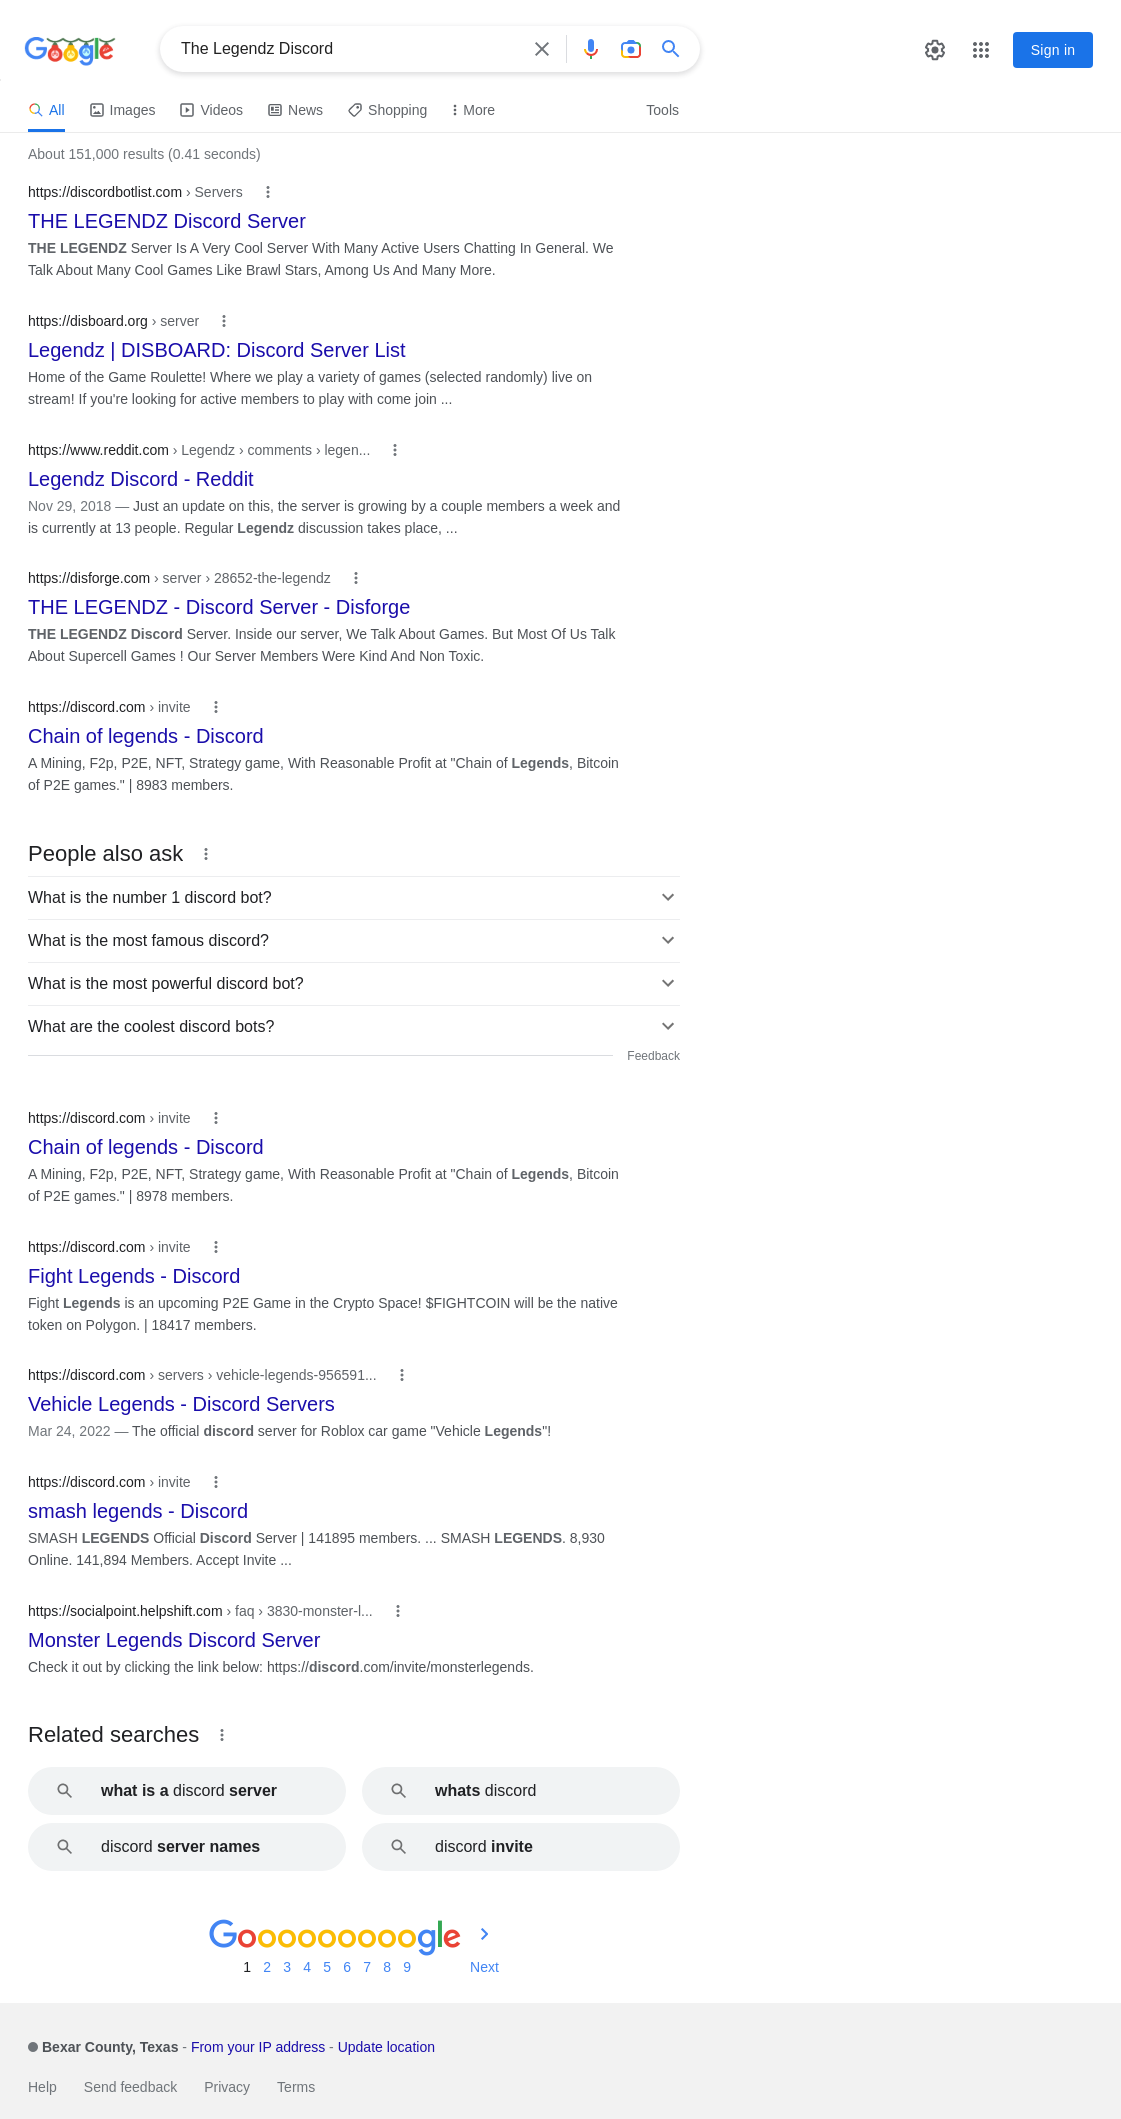 Google
The Legendz Discord
Sign in
All
Images
Videos
News
Shopping
More
Tools
About 151,000 results (0.41 seconds)
https://discordbotlist.com › Servers
THE LEGENDZ Discord Server
THE LEGENDZ Server Is A Very Cool Server With Many Active Users Chatting In General. We
Talk About Many Cool Games Like Brawl Stars, Among Us And Many More.
https://disboard.org › server
Legendz | DISBOARD: Discord Server List
Home of the Game Roulette! Where we play a variety of games (selected randomly) live on
stream! If you're looking for active members to play with come join ...
https://www.reddit.com › Legendz › comments › legen...
Legendz Discord - Reddit
Nov 29, 2018 — Just an update on this, the server is growing by a couple members a week and
is currently at 13 people. Regular Legendz discussion takes place, ...
https://disforge.com › server › 28652-the-legendz
THE LEGENDZ - Discord Server - Disforge
THE LEGENDZ Discord Server. Inside our server, We Talk About Games. But Most Of Us Talk
About Supercell Games ! Our Server Members Were Kind And Non Toxic.
https://discord.com › invite
Chain of legends - Discord
A Mining, F2p, P2E, NFT, Strategy game, With Reasonable Profit at "Chain of Legends, Bitcoin
of P2E games." | 8983 members.
People also ask
What is the number 1 discord bot?
What is the most famous discord?
What is the most powerful discord bot?
What are the coolest discord bots?
Feedback
https://discord.com › invite
Chain of legends - Discord
A Mining, F2p, P2E, NFT, Strategy game, With Reasonable Profit at "Chain of Legends, Bitcoin
of P2E games." | 8978 members.
https://discord.com › invite
Fight Legends - Discord
Fight Legends is an upcoming P2E Game in the Crypto Space! $FIGHTCOIN will be the native
token on Polygon. | 18417 members.
https://discord.com › servers › vehicle-legends-956591...
Vehicle Legends - Discord Servers
Mar 24, 2022 — The official discord server for Roblox car game "Vehicle Legends"!
https://discord.com › invite
smash legends - Discord
SMASH LEGENDS Official Discord Server | 141895 members. ... SMASH LEGENDS. 8,930
Online. 141,894 Members. Accept Invite ...
https://socialpoint.helpshift.com › faq › 3830-monster-l...
Monster Legends Discord Server
Check it out by clicking the link below: https://discord.com/invite/monsterlegends.
Related searches
what is a discord server
whats discord
discord server names
discord invite
Goooooooooogle
1 2 3 4 5 6 7 8 9 Next
Bexar County, Texas - From your IP address - Update location
Help Send feedback Privacy Terms